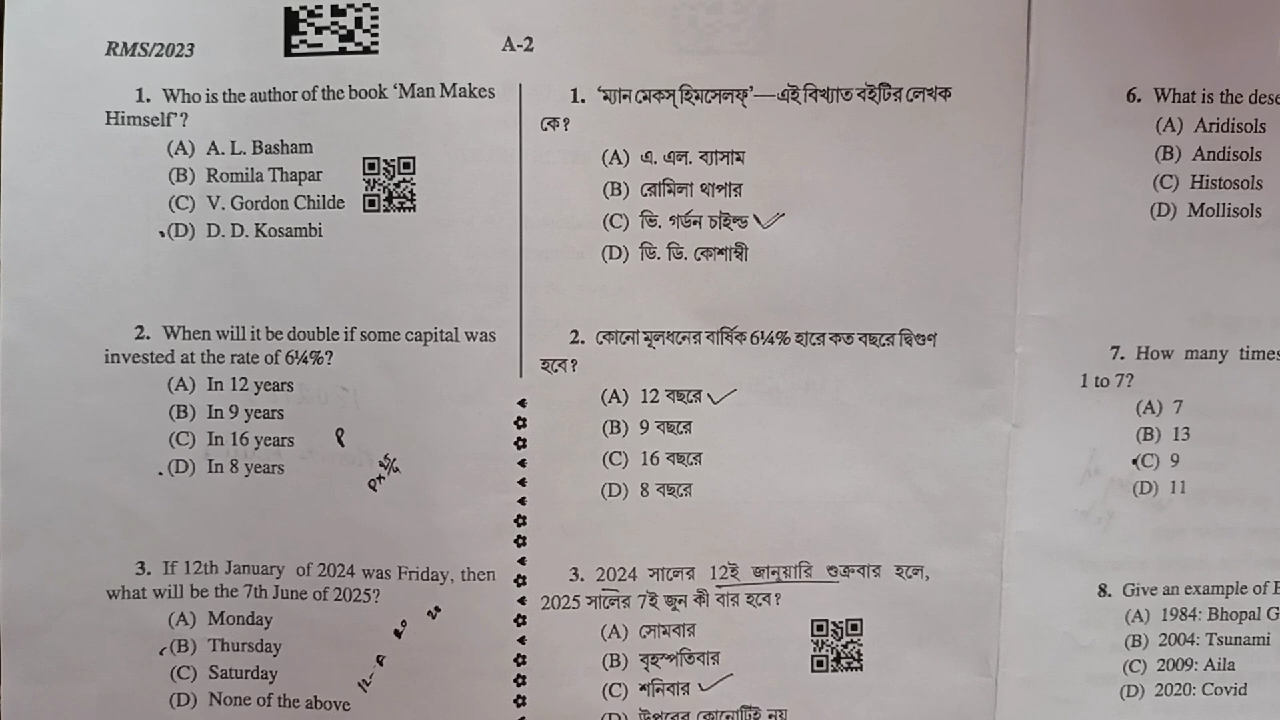 RMS/2023
A-2
1. Who is the author of the book ‘Man Makes
Himself’?
(A) A. L. Basham
(B) Romila Thapar
(C) V. Gordon Childe
(D) D. D. Kosambi
2. When will it be double if some capital was
invested at the rate of 6¼%?
(A) In 12 years
(B) In 9 years
(C) In 16 years
(D) In 8 years
3. If 12th January of 2024 was Friday, then
what will be the 7th June of 2025?
(A) Monday
(B) Thursday
(C) Saturday
(D) None of the above
1. ‘ম্যান মেকস্ হিমসেলফ্’—এই বিখ্যাত বইটির লেখক
কে?
(A) এ. এল. ব্যাসাম
(B) রোমিলা থাপার
(C) ভি. গর্ডন চাইল্ড
(D) ডি. ডি. কোশাম্বী
2. কোনো মূলধনের বার্ষিক 6¼% হারে কত বছরে দ্বিগুণ
হবে?
(A) 12 বছরে
(B) 9 বছরে
(C) 16 বছরে
(D) 8 বছরে
3. 2024 সালের 12ই জানুয়ারি শুক্রবার হলে,
2025 সালের 7ই জুন কী বার হবে?
(A) সোমবার
(B) বৃহস্পতিবার
(C) শনিবার
(D) উপরের কোনোটিই নয়
6. What is the dese
(A) Aridisols
(B) Andisols
(C) Histosols
(D) Mollisols
7. How many times
1 to 7?
(A) 7
(B) 13
(C) 9
(D) 11
8. Give an example of
(A) 1984: Bhopal G
(B) 2004: Tsunami
(C) 2009: Aila
(D) 2020: Covid